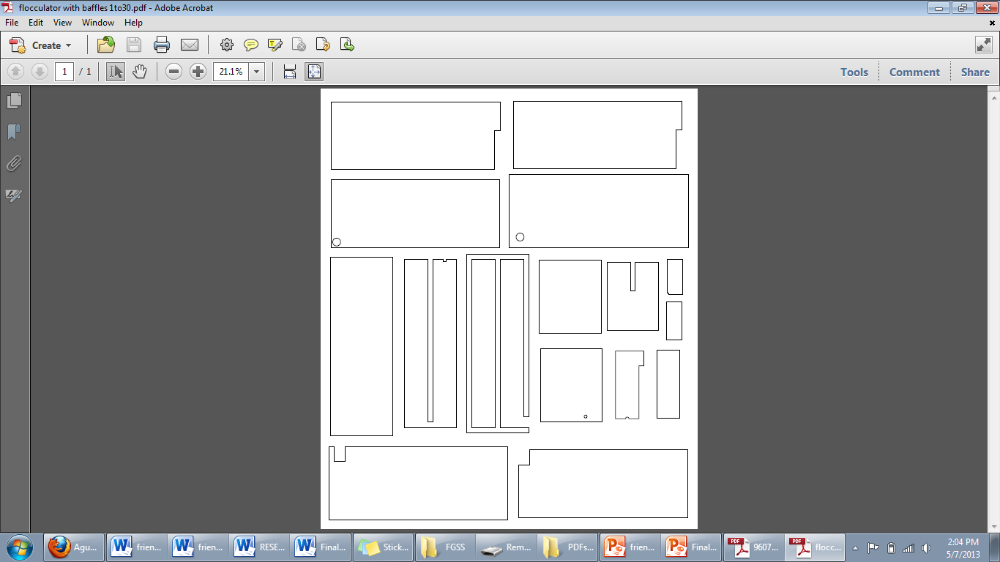 flocculator with baffles 1to30.pdf - Adobe Acrobat
File Edit View Window Help
Create
1 / 1 21.1% Tools Comment Share
Agu... frien... frien... RESE... Final... Stick... FGSS Rem... PDFs... frien... Final... 9607... flocc... 2:04 PM
5/7/2013